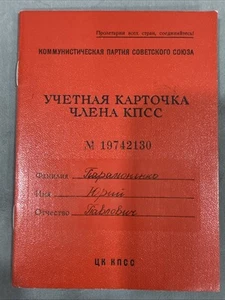 Пролетарии всех стран, соединяйтесь!
КОММУНИСТИЧЕСКАЯ ПАРТИЯ СОВЕТСКОГО СОЮЗА
УЧЕТНАЯ КАРТОЧКА
ЧЛЕНА КПСС
№ 19742130
Фамилия Парамоненко
Имя Юрий
Отчество Павлович
ЦК КПСС